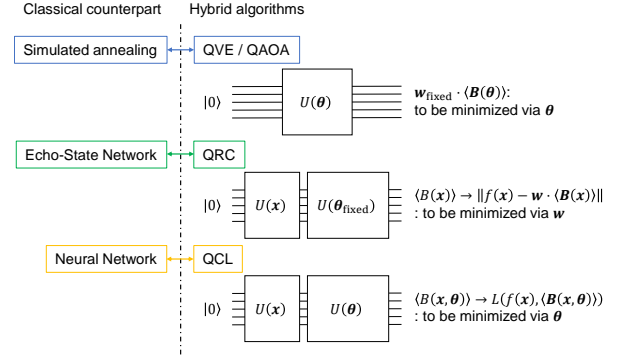 Classical counterpart
Hybrid algorithms
Simulated annealing
QVE / QAOA
|0⟩
U(θ)
w_fixed · ⟨B(θ)⟩:
to be minimized via θ
Echo-State Network
QRC
|0⟩
U(x)
U(θ_fixed)
⟨B(x)⟩ → ‖f(x) − w · ⟨B(x)⟩‖
: to be minimized via w
Neural Network
QCL
|0⟩
U(x)
U(θ)
⟨B(x, θ)⟩ → L(f(x), ⟨B(x, θ)⟩)
: to be minimized via θ